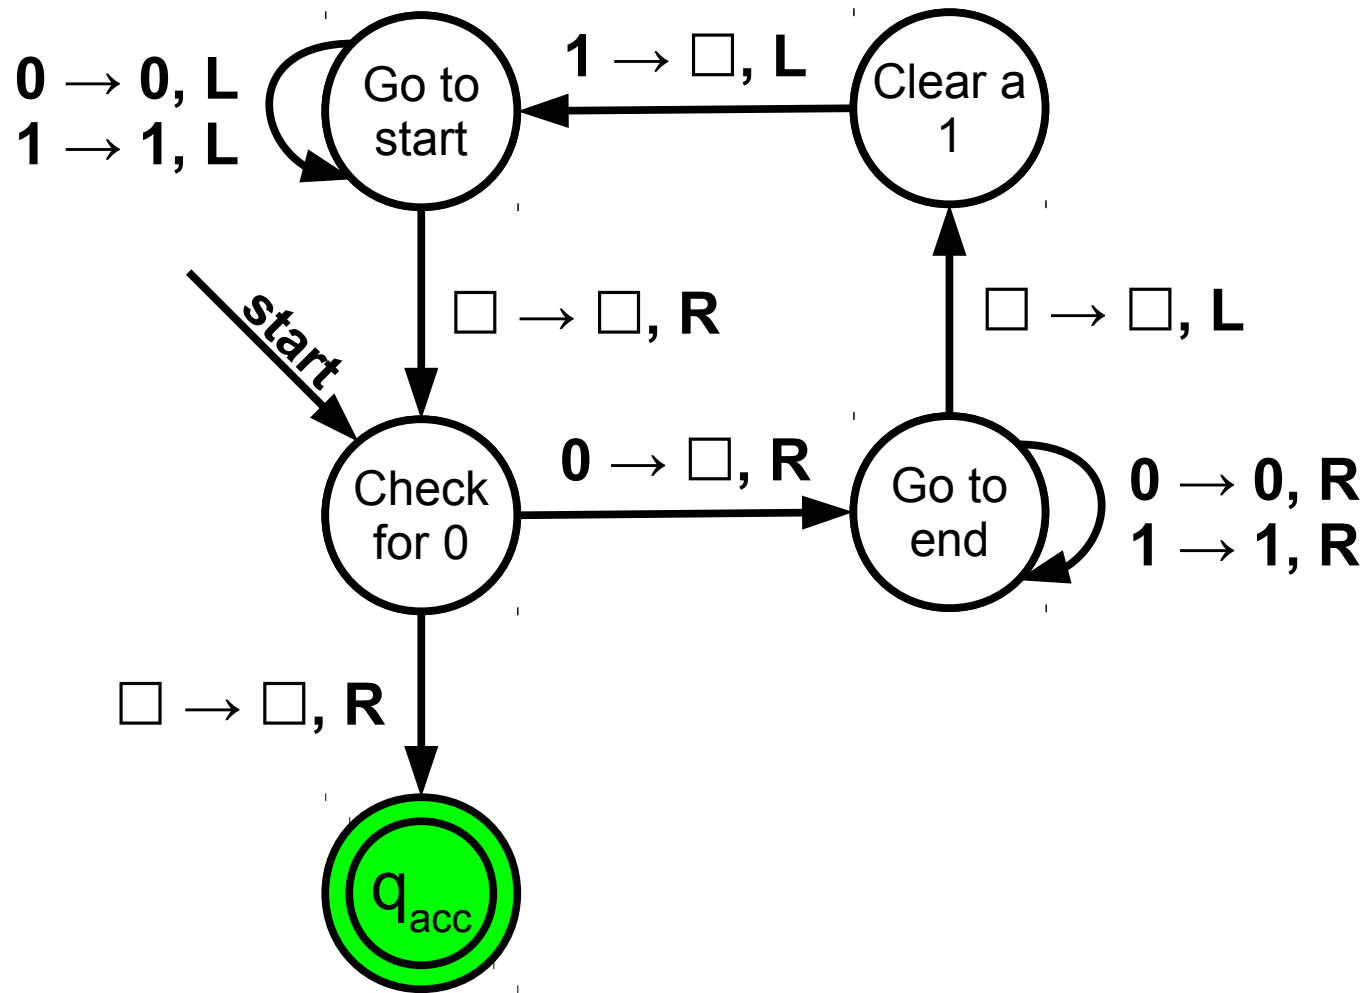 0 → 0, L
1 → 1, L
Go to
start
1 → □, L
Clear a
1
start
□ → □, R
□ → □, L
Check
for 0
0 → □, R
Go to
end
0 → 0, R
1 → 1, R
□ → □, R
qacc